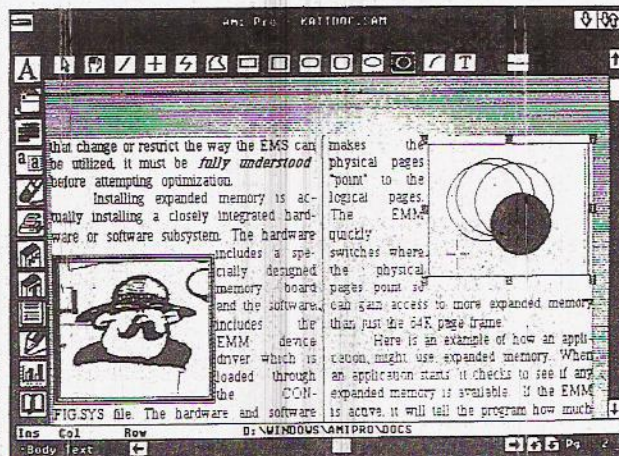 Ami Pro - KATTDOC.SAM
A
T
a a
that change or restrict the way the EMS can
be utilized, it must be fully understood
before attempting optimization.
Installing expanded memory is ac-
tually installing a closely integrated hard-
ware or software subsystem. The hardware
includes a spe-
cially designed
memory board
and the software
includes the
EMM device
driver which is
loaded through
the CON-
FIG.SYS file. The hardware and software
makes the
physical pages
"point" to the
logical pages.
The EMM
quickly
switches where
the physical
pages point so
can gain access to more expanded memory
than just the 64K page frame.
Here is an example of how an appli-
cation might use expanded memory. When
an application starts it checks to see if any
expanded memory is available. If the EMM
is active, it will tell the program how much
Ins Col Row D:\WINDOWS\AMIPRO\DOCS
Body Text Pg 2